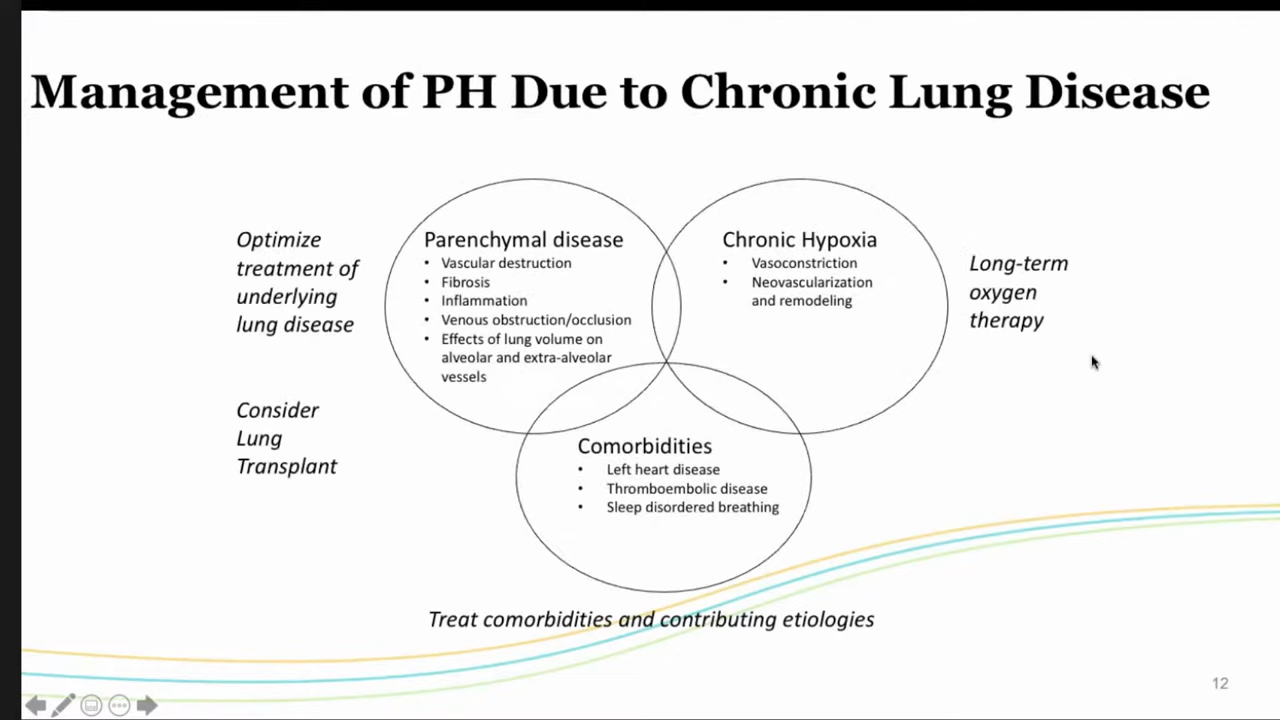 Management of PH Due to Chronic Lung Disease
Optimize
treatment of
underlying
lung disease
Consider
Lung
Transplant
Parenchymal disease
• Vascular destruction
• Fibrosis
• Inflammation
• Venous obstruction/occlusion
• Effects of lung volume on
alveolar and extra-alveolar
vessels
Chronic Hypoxia
• Vasoconstriction
• Neovascularization
and remodeling
Long-term
oxygen
therapy
Comorbidities
• Left heart disease
• Thromboembolic disease
• Sleep disordered breathing
Treat comorbidities and contributing etiologies
12